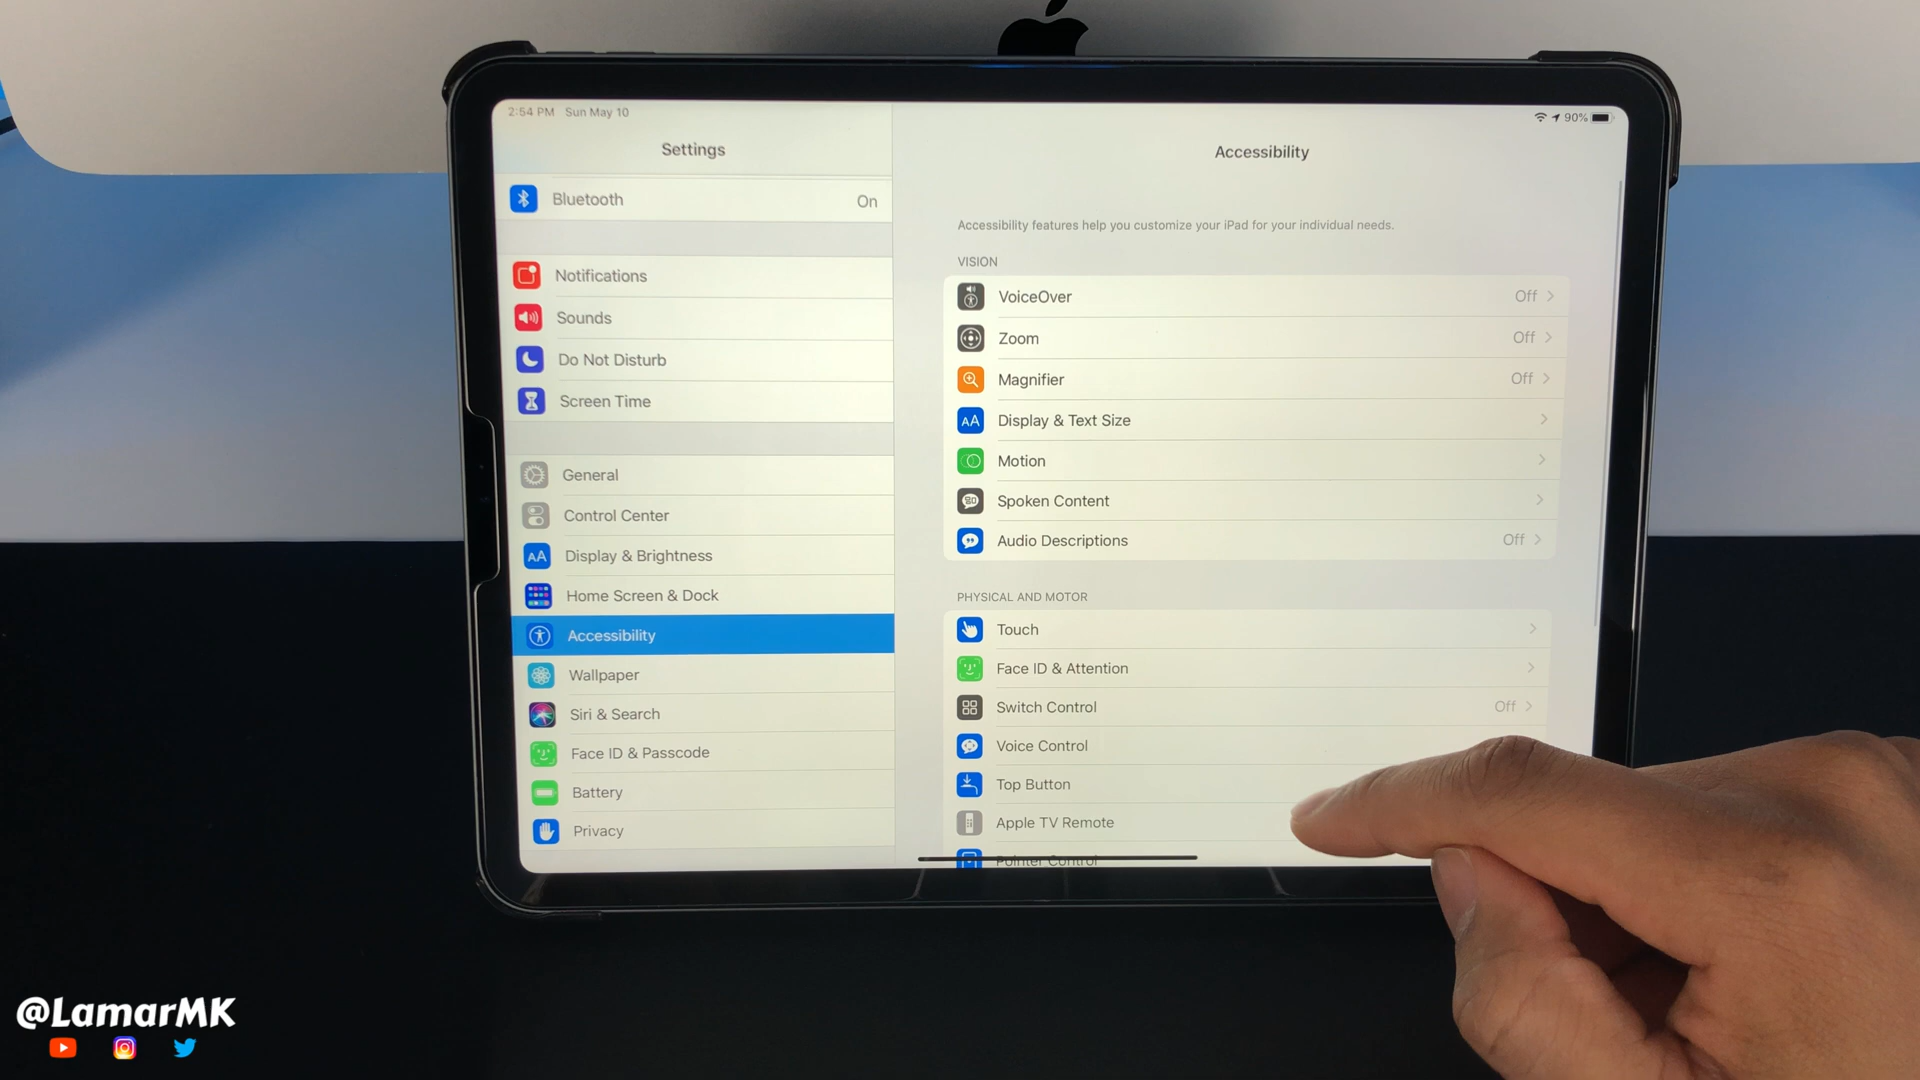 2:54 PM Sun May 10
90%
Settings
Bluetooth On
Notifications
Sounds
Do Not Disturb
Screen Time
General
Control Center
AA Display & Brightness
Home Screen & Dock
Accessibility
Wallpaper
Siri & Search
Face ID & Passcode
Battery
Privacy
Accessibility
Accessibility features help you customize your iPad for your individual needs.
VISION
VoiceOver Off
Zoom Off
Magnifier Off
AA Display & Text Size
Motion
Spoken Content
Audio Descriptions Off
PHYSICAL AND MOTOR
Touch
Face ID & Attention
Switch Control Off
Voice Control
Top Button
Apple TV Remote
Pointer Control
@LamarMK